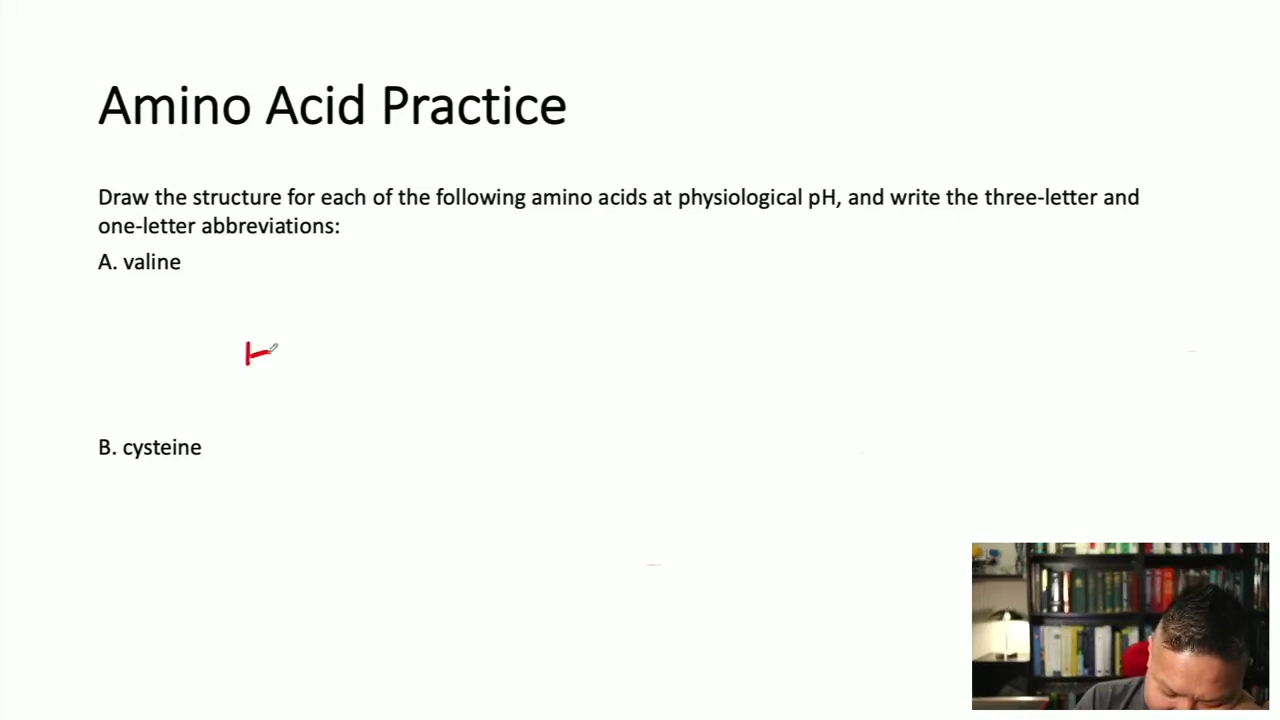 Amino Acid Practice
Draw the structure for each of the following amino acids at physiological pH, and write the three-letter and
one-letter abbreviations:
A. valine
B. cysteine